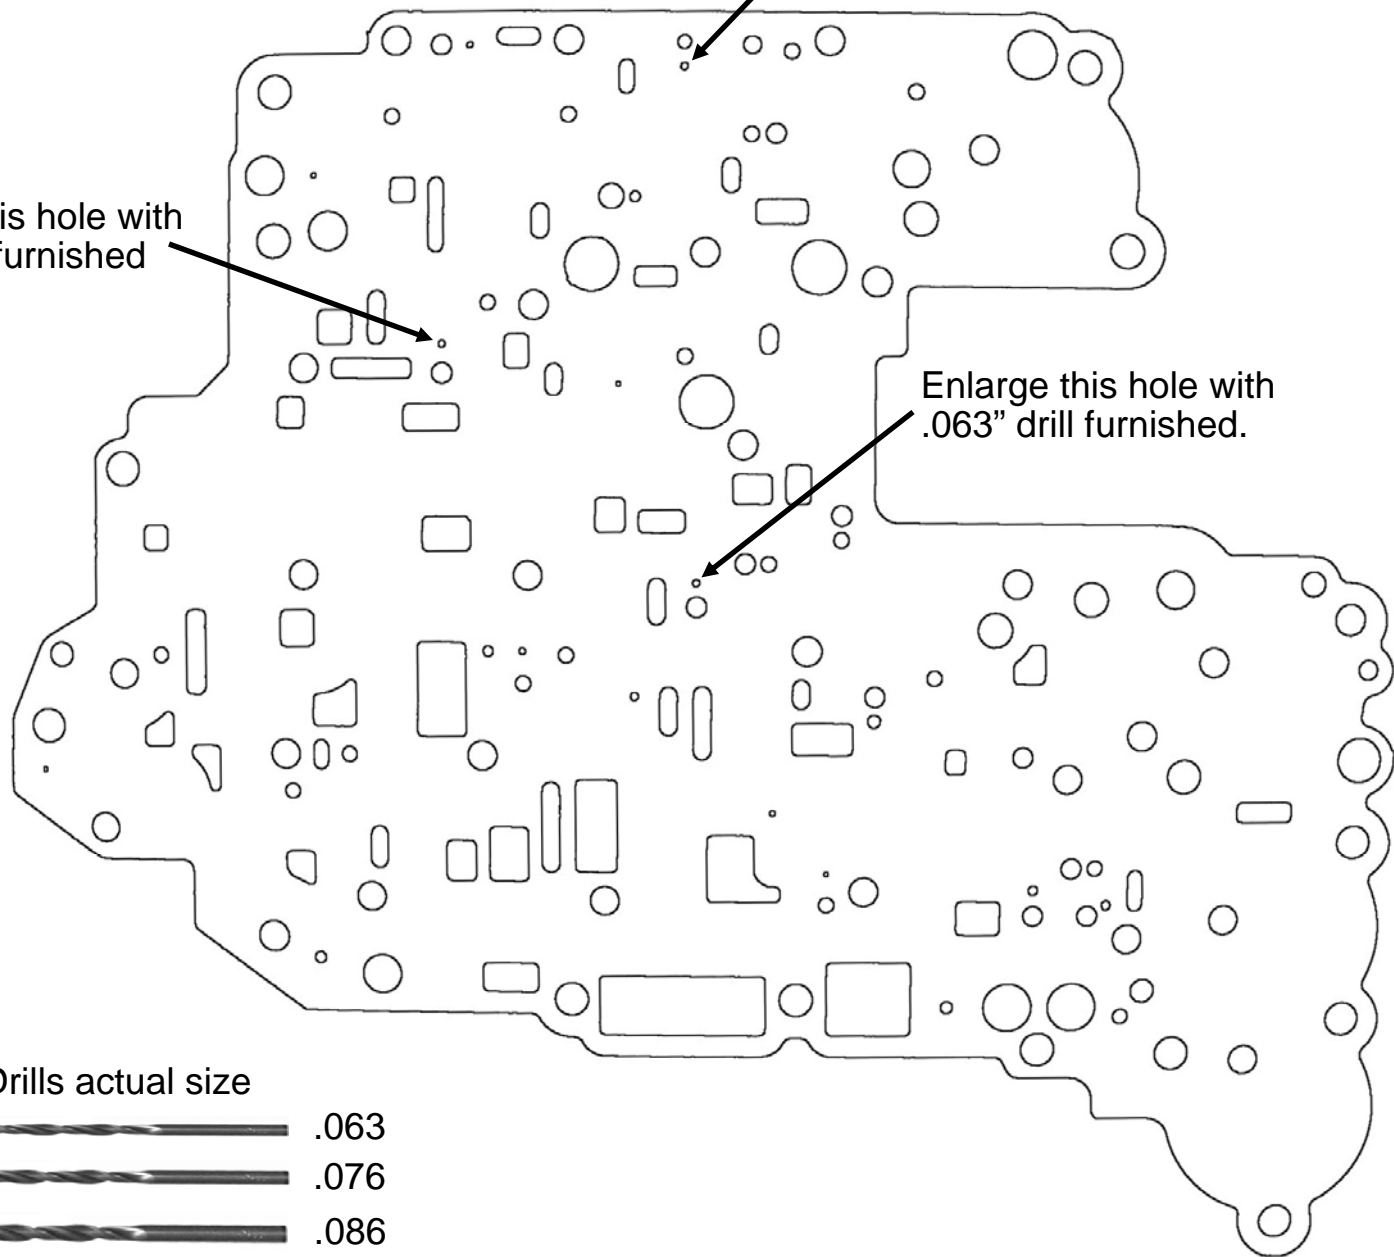 is hole with
furnished
Enlarge this hole with
.063” drill furnished.
Drills actual size
.063
.076
.086